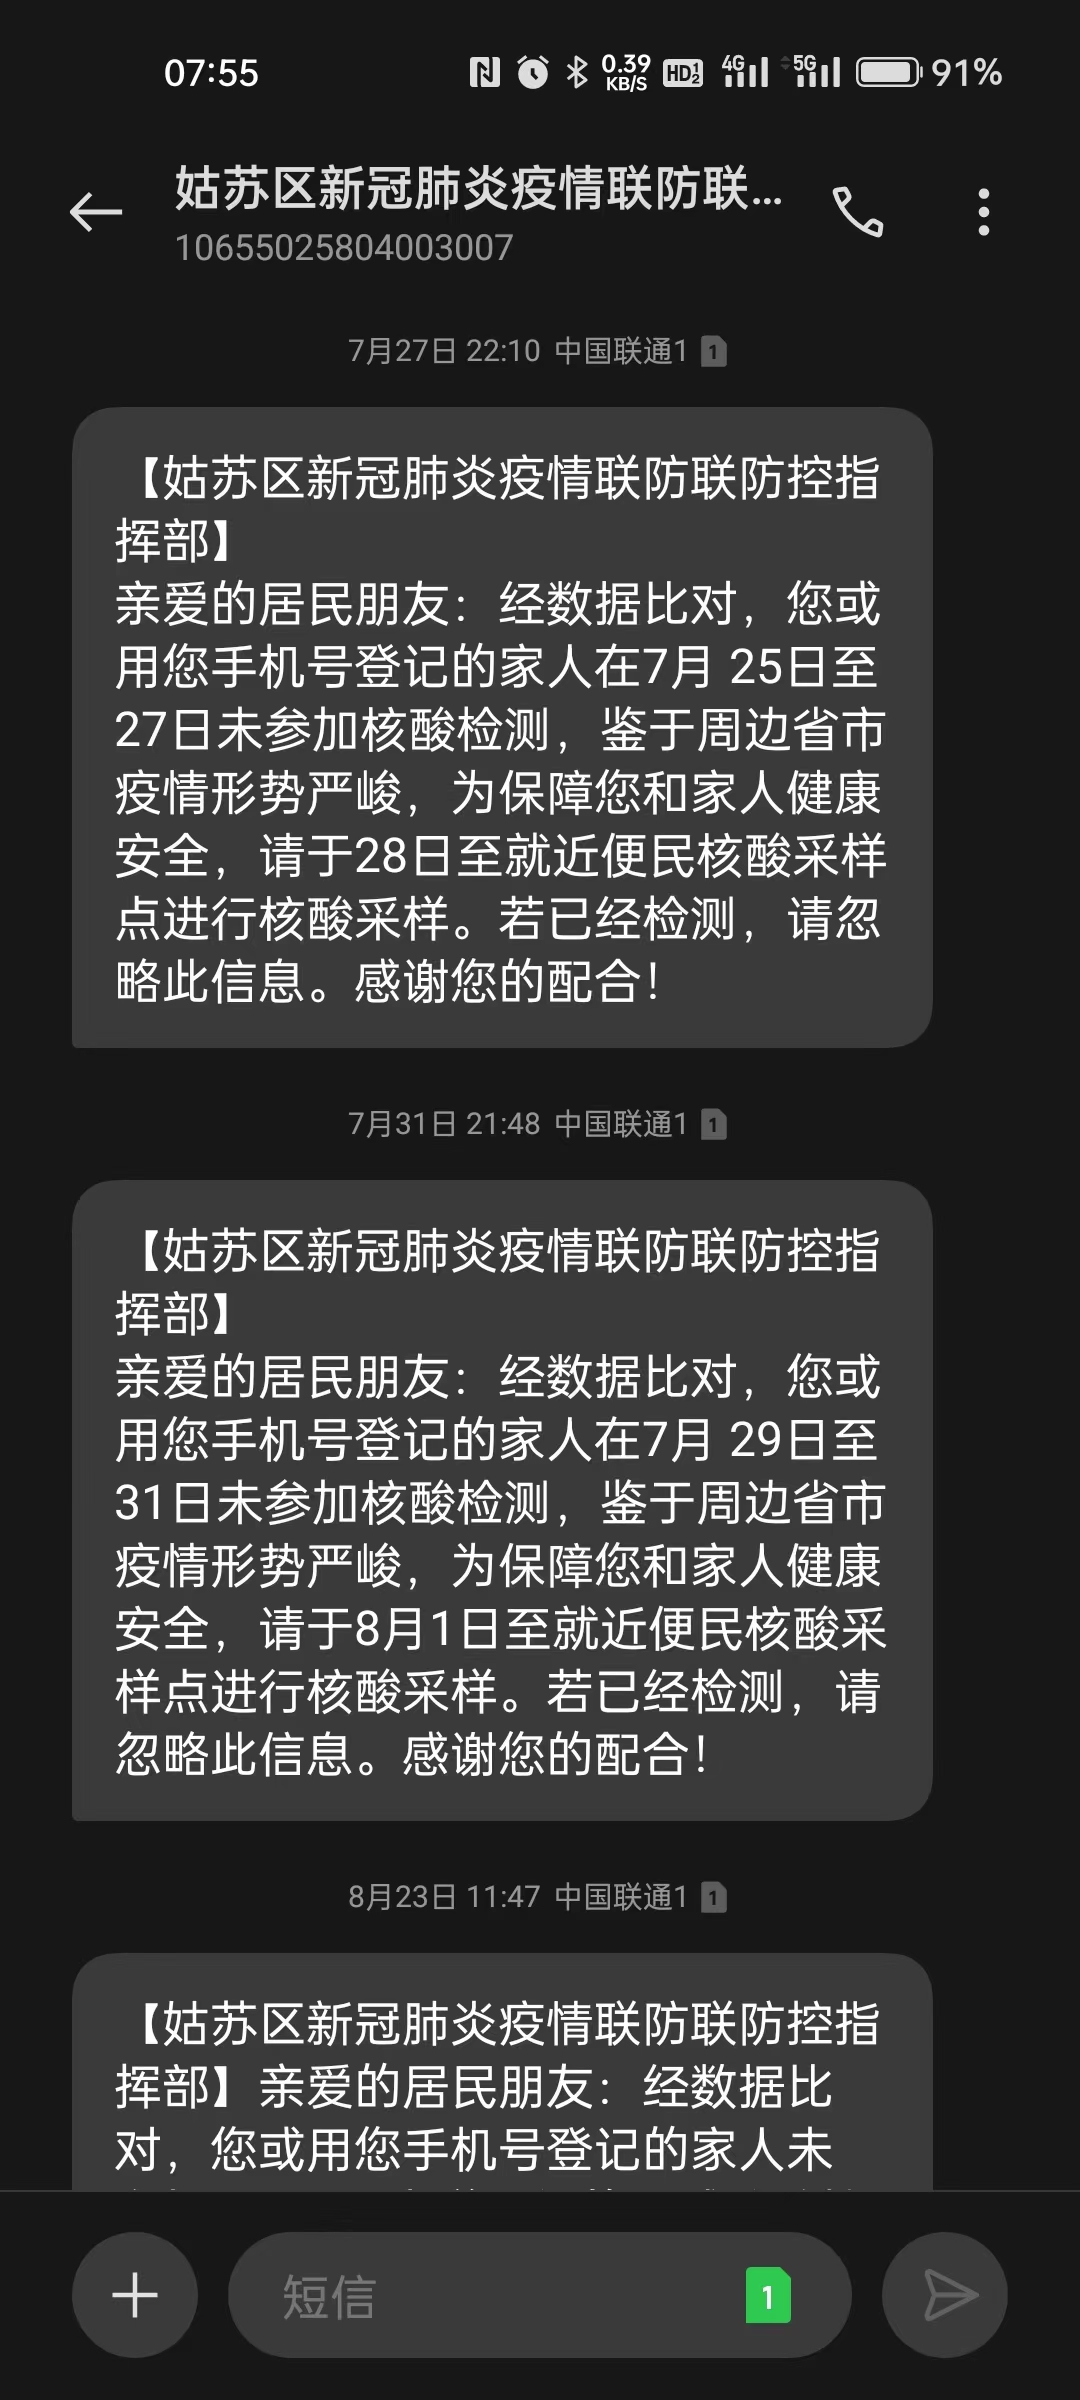 07:55
0.39
KB/S
HD 1 2
4G
5G
91%
姑苏区新冠肺炎疫情联防联...
10655025804003007
7月27日 22:10 中国联通1 1
【姑苏区新冠肺炎疫情联防联防控指
挥部】
亲爱的居民朋友：经数据比对，您或
用您手机号登记的家人在7月 25日至
27日未参加核酸检测，鉴于周边省市
疫情形势严峻，为保障您和家人健康
安全，请于28日至就近便民核酸采样
点进行核酸采样。若已经检测，请忽
略此信息。感谢您的配合！
7月31日 21:48 中国联通1 1
【姑苏区新冠肺炎疫情联防联防控指
挥部】
亲爱的居民朋友：经数据比对，您或
用您手机号登记的家人在7月 29日至
31日未参加核酸检测，鉴于周边省市
疫情形势严峻，为保障您和家人健康
安全，请于8月1日至就近便民核酸采
样点进行核酸采样。若已经检测，请
忽略此信息。感谢您的配合！
8月23日 11:47 中国联通1 1
【姑苏区新冠肺炎疫情联防联防控指
挥部】亲爱的居民朋友：经数据比
对，您或用您手机号登记的家人未
短信
1